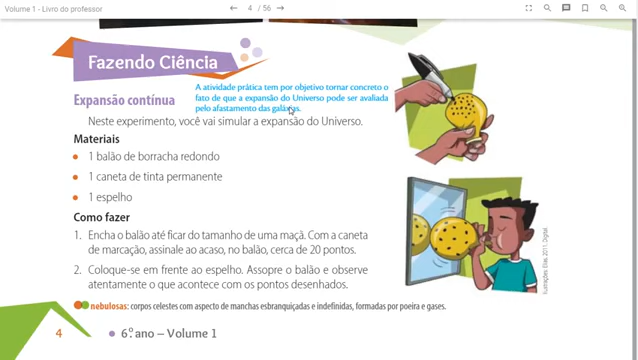 Volume 1 - Livro do professor
4 / 56
Fazendo Ciência
A atividade prática tem por objetivo tornar concreto o
fato de que a expansão do Universo pode ser avaliada
pelo afastamento das galáxias.
Expansão contínua
Neste experimento, você vai simular a expansão do Universo.
Materiais
1 balão de borracha redondo
1 caneta de tinta permanente
1 espelho
Como fazer
1. Encha o balão até ficar do tamanho de uma maçã. Com a caneta
de marcação, assinale ao acaso, no balão, cerca de 20 pontos.
2. Coloque-se em frente ao espelho. Assopre o balão e observe
atentamente o que acontece com os pontos desenhados.
Ilustrações: 2011. Digital.
nebulosas: corpos celestes com aspecto de manchas esbranquiçadas e indefinidas, formadas por poeira e gases.
4
6º. ano – Volume 1